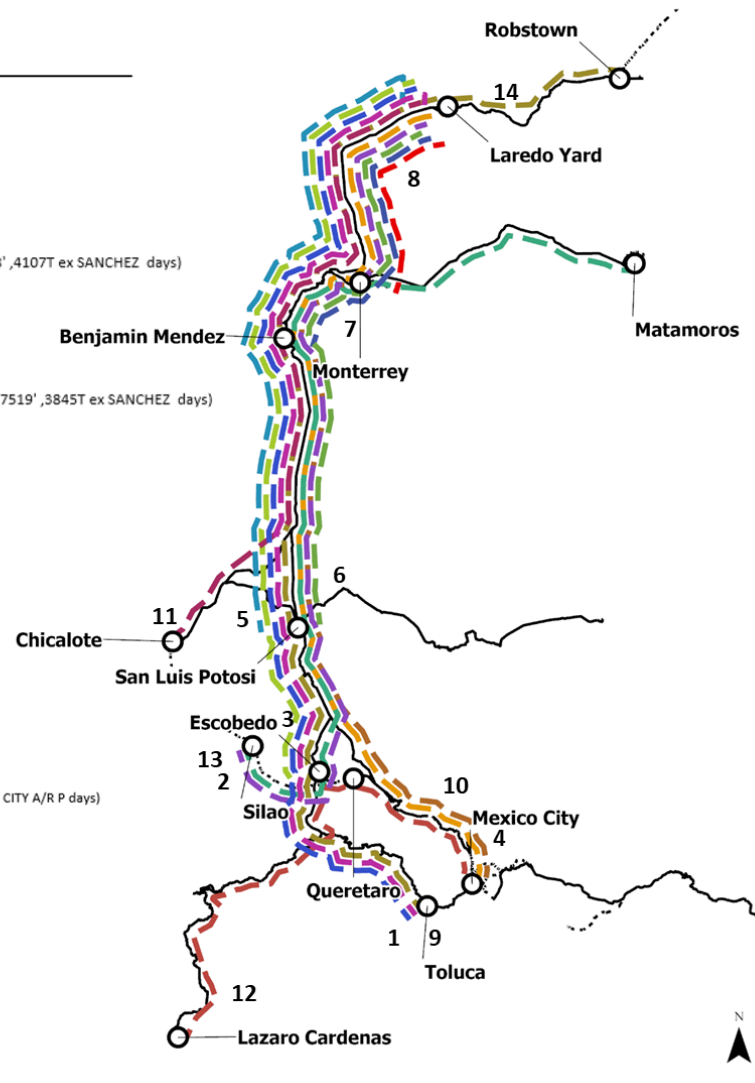 Robstown
14
Laredo Yard
8
' ,4107T ex SANCHEZ days)
Matamoros
Benjamin Mendez
7
Monterrey
7519' ,3845T ex SANCHEZ days)
6
11
5
Chicalote
San Luis Potosi
Escobedo
3
13
2
10
CITY A/R P days)
Silao
Mexico City
4
Queretaro
1
9
Toluca
12
N
Lazaro Cardenas